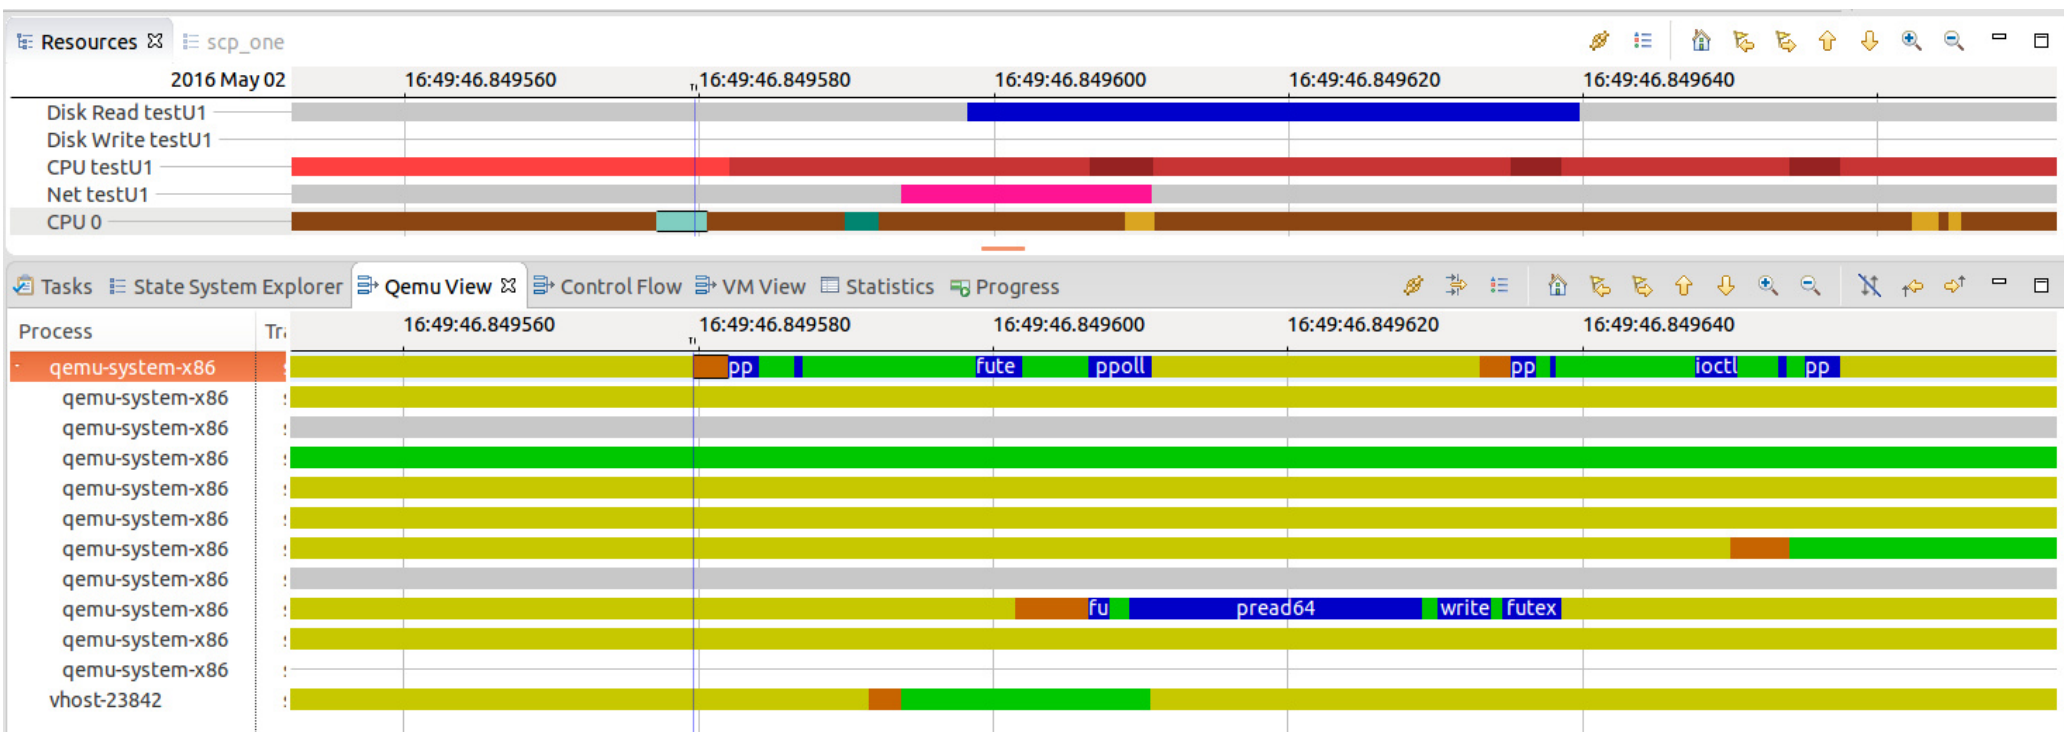 Resources scp_one
2016 May 02 16:49:46.849560 16:49:46.849580 16:49:46.849600 16:49:46.849620 16:49:46.849640
Disk Read testU1
Disk Write testU1
CPU testU1
Net testU1
CPU 0
Tasks State System Explorer Qemu View Control Flow VM View Statistics Progress
Process Tr 16:49:46.849560 16:49:46.849580 16:49:46.849600 16:49:46.849620 16:49:46.849640
qemu-system-x86 pp fute ppoll pp ioctl pp
qemu-system-x86
qemu-system-x86
qemu-system-x86
qemu-system-x86
qemu-system-x86
qemu-system-x86
qemu-system-x86
qemu-system-x86 fu pread64 write futex
qemu-system-x86
qemu-system-x86
vhost-23842